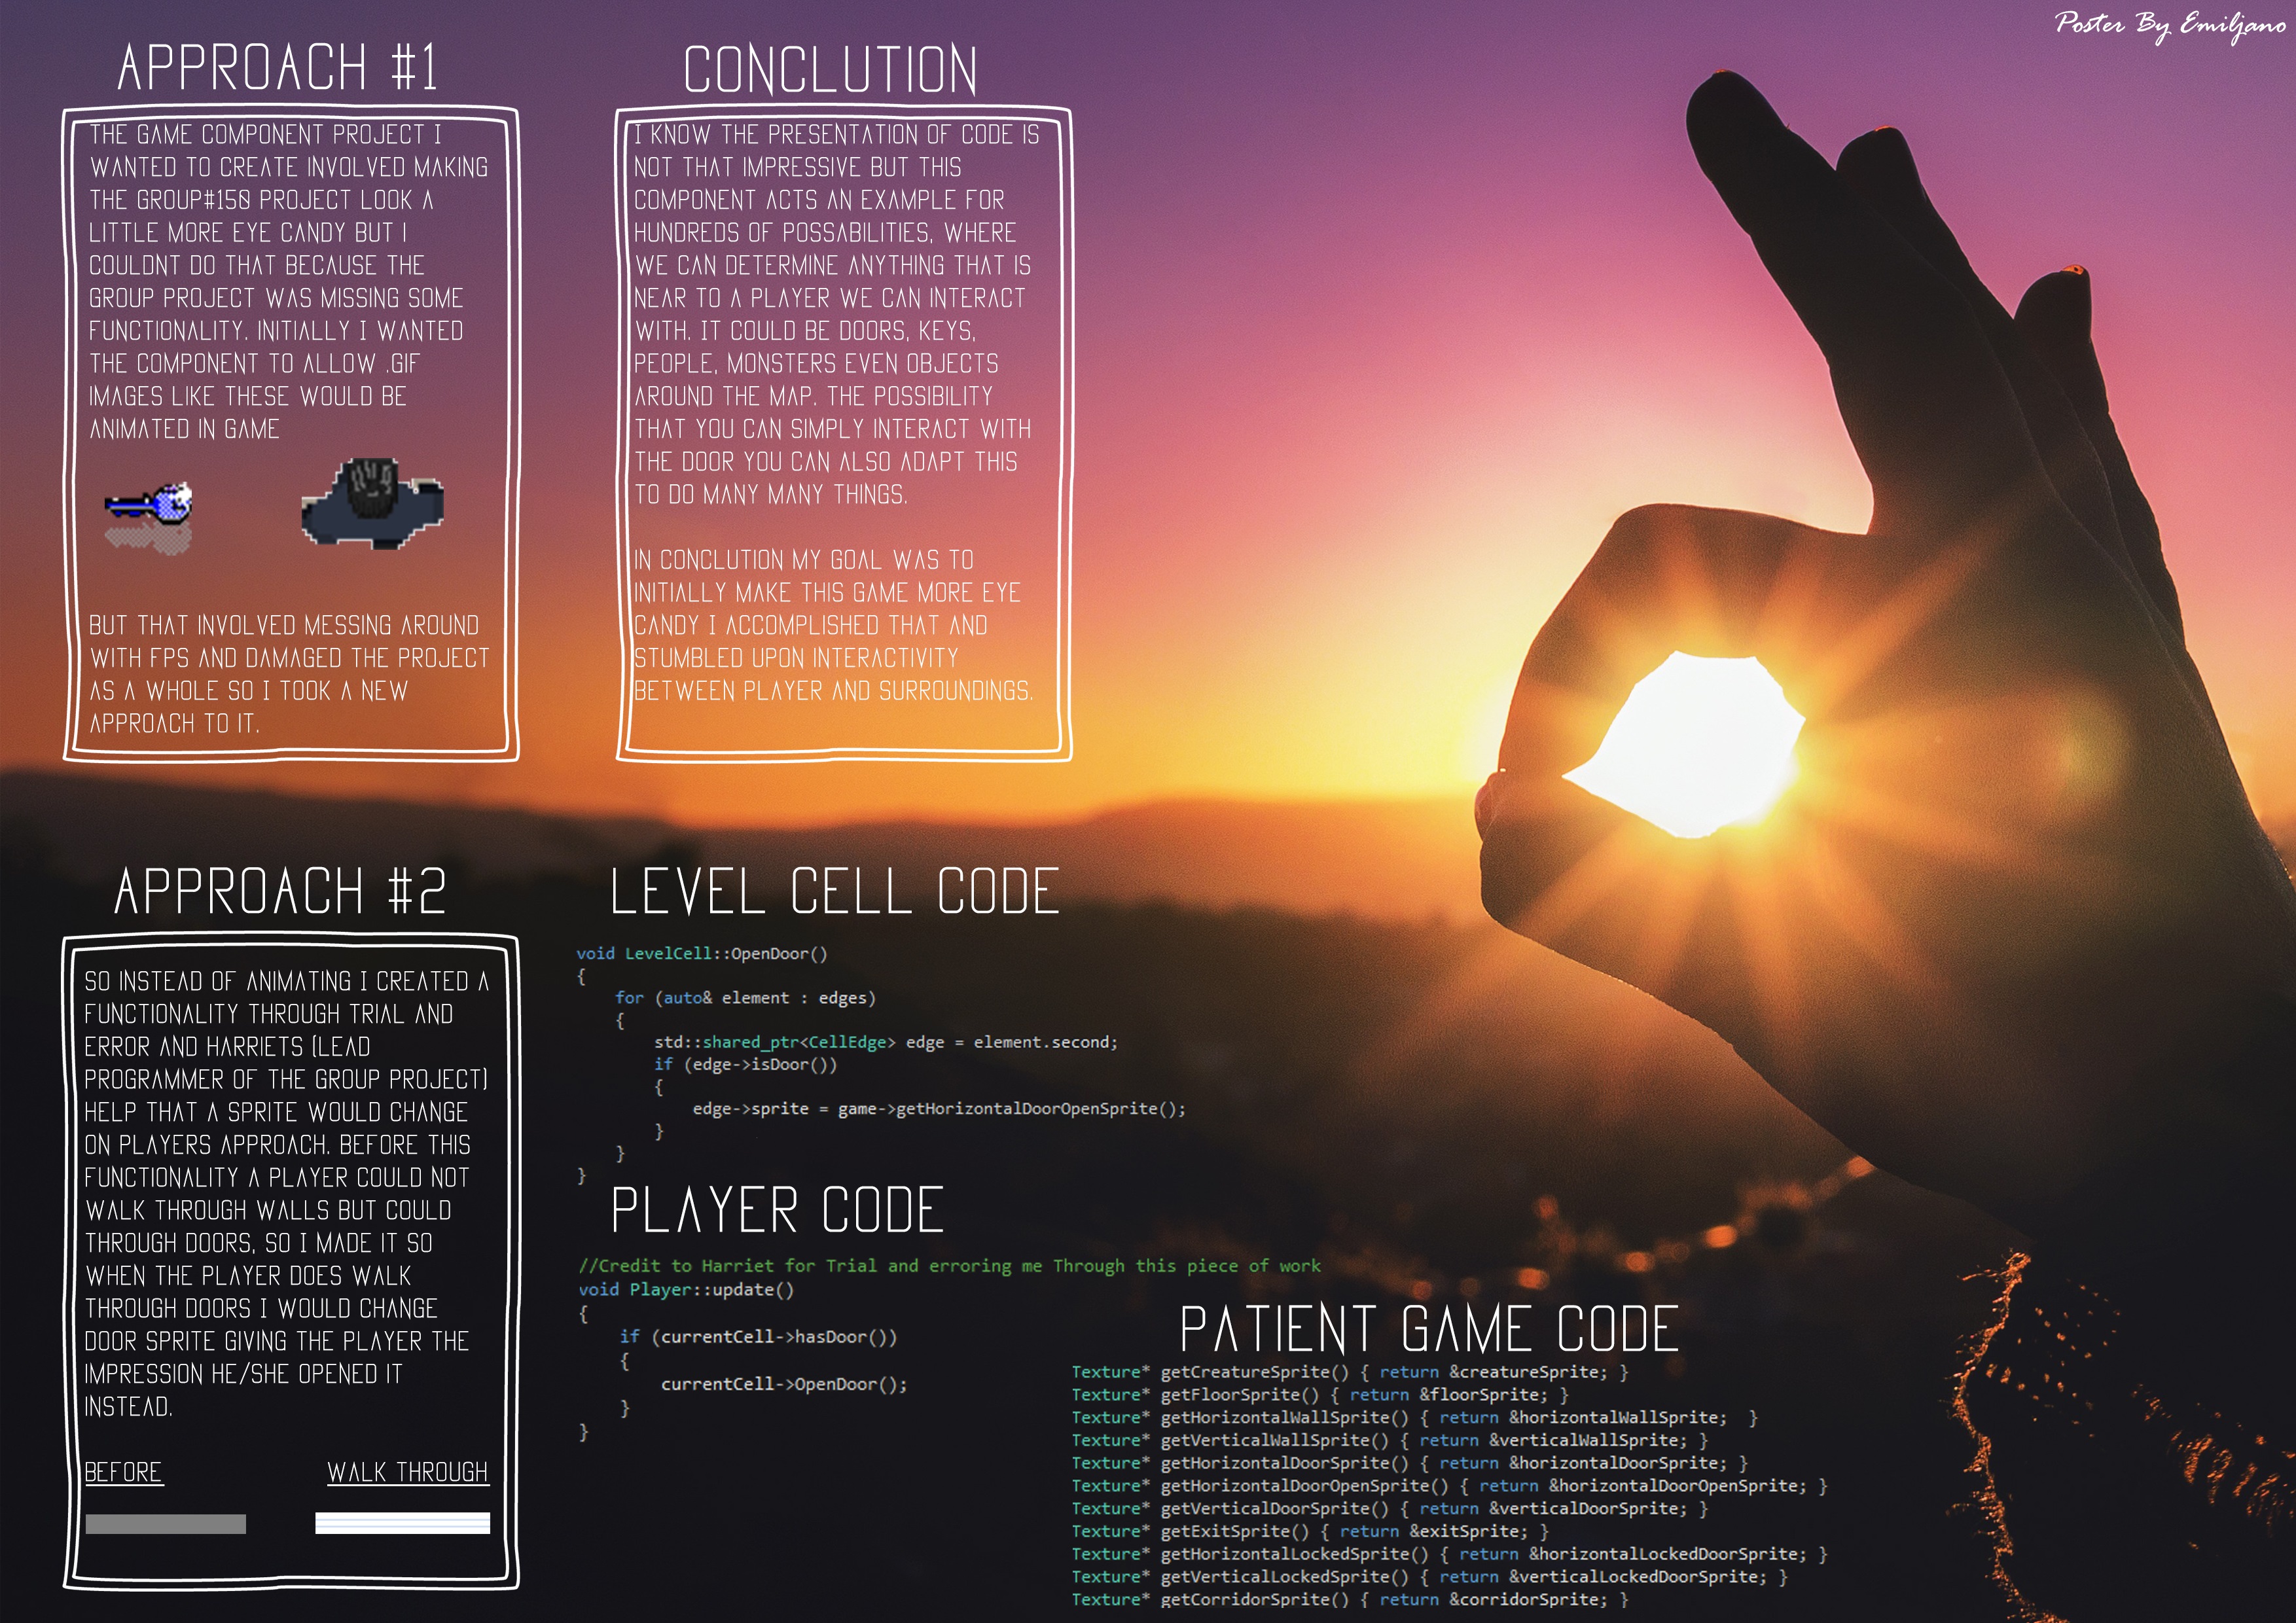 Poster By Emiljano
APPROACH #1
THE GAME COMPONENT PROJECT I
WANTED TO CREATE INVOLVED MAKING
THE GROUP#150 PROJECT LOOK A
LITTLE MORE EYE CANDY BUT I
COULDNT DO THAT BECAUSE THE
GROUP PROJECT WAS MISSING SOME
FUNCTIONALITY. INITIALLY I WANTED
THE COMPONENT TO ALLOW .GIF
IMAGES LIKE THESE WOULD BE
ANIMATED IN GAME
BUT THAT INVOLVED MESSING AROUND
WITH FPS AND DAMAGED THE PROJECT
AS A WHOLE SO I TOOK A NEW
APPROACH TO IT.
CONCLUTION
I KNOW THE PRESENTATION OF CODE IS
NOT THAT IMPRESSIVE BUT THIS
COMPONENT ACTS AN EXAMPLE FOR
HUNDREDS OF POSSABILITIES, WHERE
WE CAN DETERMINE ANYTHING THAT IS
NEAR TO A PLAYER WE CAN INTERACT
WITH. IT COULD BE DOORS, KEYS,
PEOPLE, MONSTERS EVEN OBJECTS
AROUND THE MAP. THE POSSIBILITY
THAT YOU CAN SIMPLY INTERACT WITH
THE DOOR YOU CAN ALSO ADAPT THIS
TO DO MANY MANY THINGS.
IN CONCLUTION MY GOAL WAS TO
INITIALLY MAKE THIS GAME MORE EYE
CANDY I ACCOMPLISHED THAT AND
STUMBLED UPON INTERACTIVITY
BETWEEN PLAYER AND SURROUNDINGS.
APPROACH #2
SO INSTEAD OF ANIMATING I CREATED A
FUNCTIONALITY THROUGH TRIAL AND
ERROR AND HARRIETS (LEAD
PROGRAMMER OF THE GROUP PROJECT)
HELP THAT A SPRITE WOULD CHANGE
ON PLAYERS APPROACH. BEFORE THIS
FUNCTIONALITY A PLAYER COULD NOT
WALK THROUGH WALLS BUT COULD
THROUGH DOORS, SO I MADE IT SO
WHEN THE PLAYER DOES WALK
THROUGH DOORS I WOULD CHANGE
DOOR SPRITE GIVING THE PLAYER THE
IMPRESSION HE/SHE OPENED IT
INSTEAD.
BEFORE WALK THROUGH
LEVEL CELL CODE
void LevelCell::OpenDoor()
{
for (auto& element : edges)
{
std::shared_ptr<CellEdge> edge = element.second;
if (edge->isDoor())
{
edge->sprite = game->getHorizontalDoorOpenSprite();
}
}
}
PLAYER CODE
//Credit to Harriet for Trial and erroring me Through this piece of work
void Player::update()
{
if (currentCell->hasDoor())
{
currentCell->OpenDoor();
}
}
PATIENT GAME CODE
Texture* getCreatureSprite() { return &creatureSprite; }
Texture* getFloorSprite() { return &floorSprite; }
Texture* getHorizontalWallSprite() { return &horizontalWallSprite;  }
Texture* getVerticalWallSprite() { return &verticalWallSprite; }
Texture* getHorizontalDoorSprite() { return &horizontalDoorSprite; }
Texture* getHorizontalDoorOpenSprite() { return &horizontalDoorOpenSprite; }
Texture* getVerticalDoorSprite() { return &verticalDoorSprite; }
Texture* getExitSprite() { return &exitSprite; }
Texture* getHorizontalLockedSprite() { return &horizontalLockedDoorSprite; }
Texture* getVerticalLockedSprite() { return &verticalLockedDoorSprite; }
Texture* getCorridorSprite() { return &corridorSprite; }